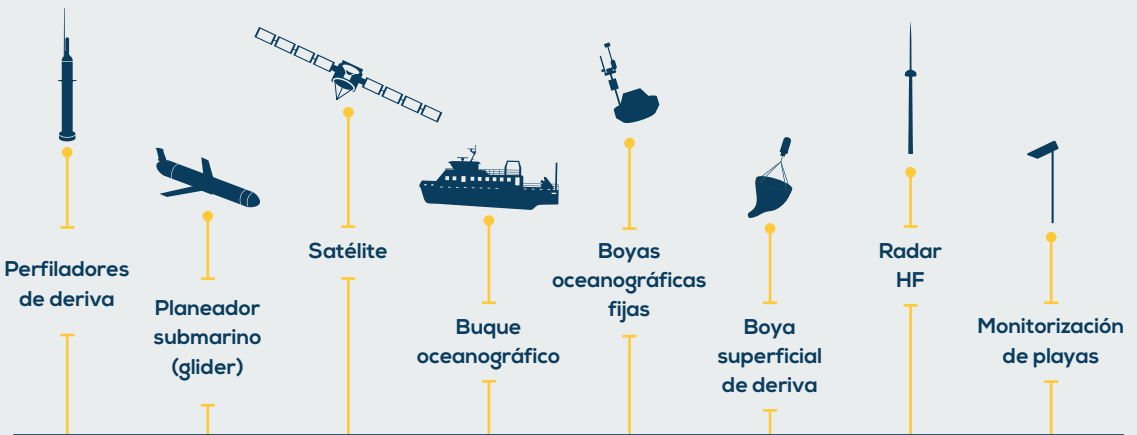 Perfiladores
de deriva
Planeador
submarino
(glider)
Satélite
Buque
oceanográfico
Boyas
oceanográficas
fijas
Boya
superficial
de deriva
Radar
HF
Monitorización
de playas